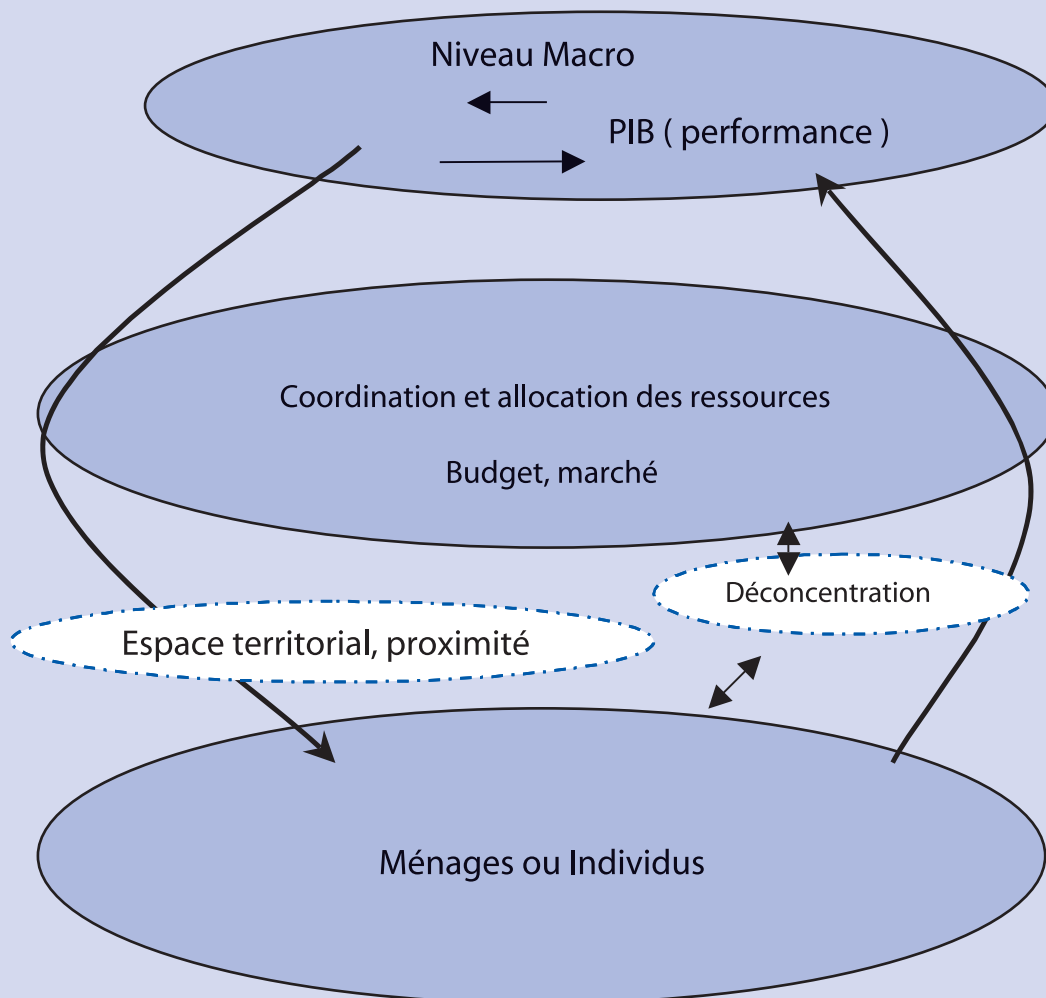 Niveau Macro
PIB ( performance )
Coordination et allocation des ressources
Budget, marché
Déconcentration
Espace territorial, proximité
Ménages ou Individus